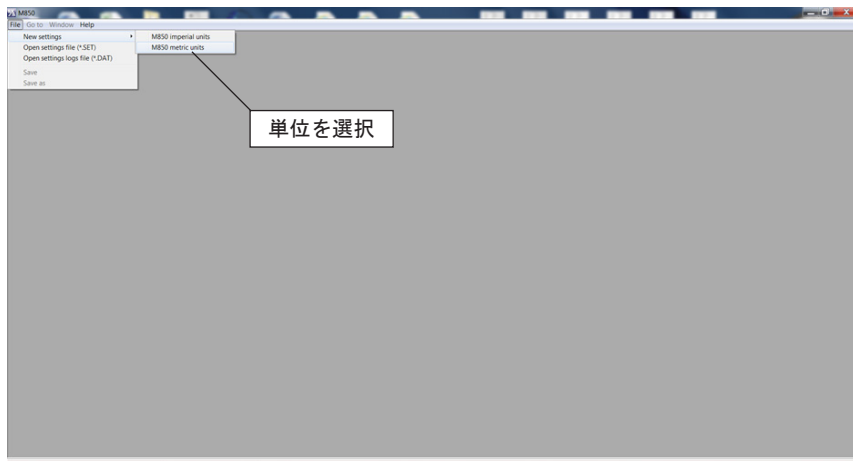 M850
File Go to Window Help
New settings
M850 imperial units
Open settings file (*.SET)
M850 metric units
Open settings logs file (*.DAT)
Save
Save as
単位を選択